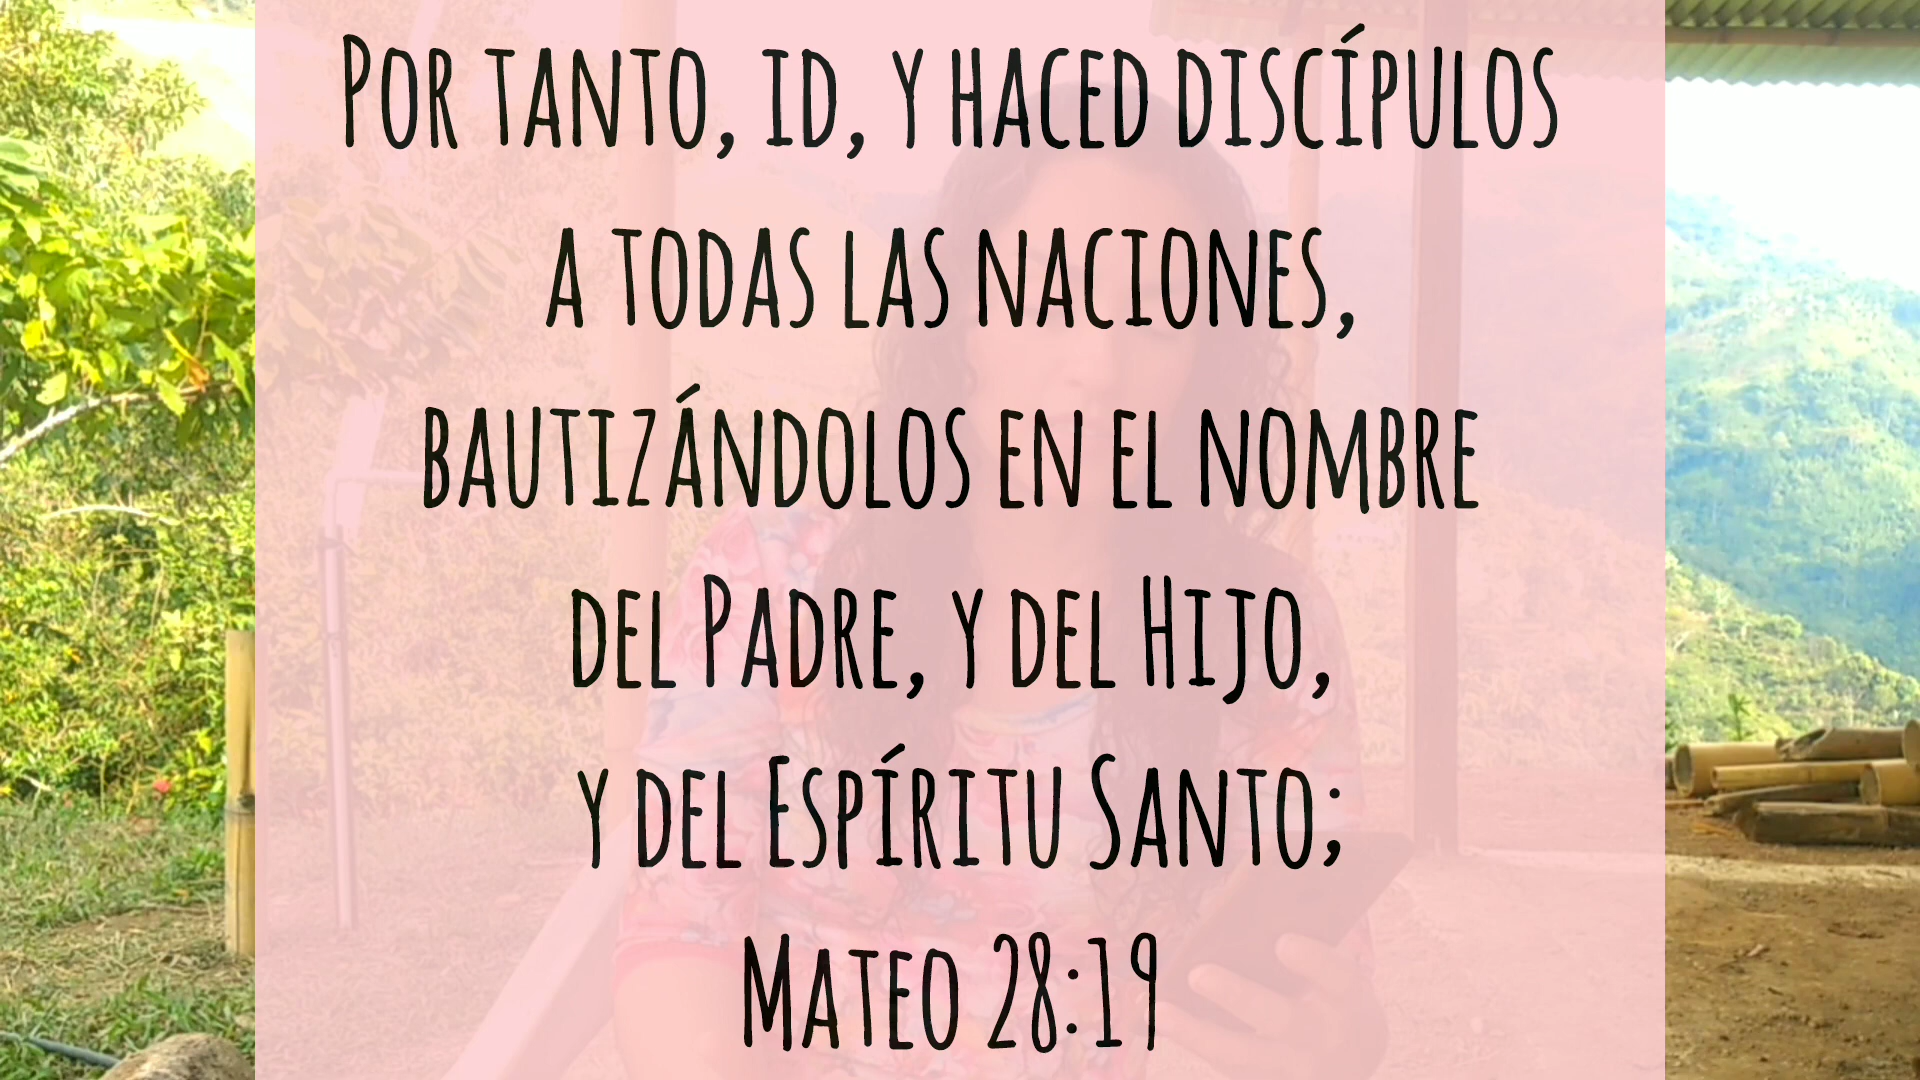 Por tanto, id, y haced discípulos
a todas las naciones,
bautizándolos en el nombre
del Padre, y del Hijo,
y del Espíritu Santo;
Mateo 28:19